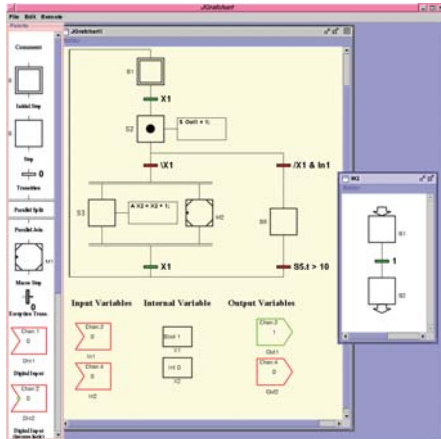 JGrafchart
File Edit Execute
Palette
Comment
Initial Step
Step
0
Transition
Parallel Split
Parallel Join
M1
Macro Step
0
Exception Trans.
Chan: 1
0
DIn1
Digital Input
Chan: 2
0
DIn2
Digital Input
JGrafchart1
S1
X1
S2
S Out1 = 1;
\X1
/X1 & In1
S3
A X2 = X2 + 1;
M2
X1
S5.t > 10
Input Variables
Internal Variable
Output Variables
Chan: 3
0
In1
Chan: 4
0
In2
Bool: 1
X1
Int: 0
X2
Chan: 3
1
Out1
Chan: 4
0
Out2
M2
S1
1
S2